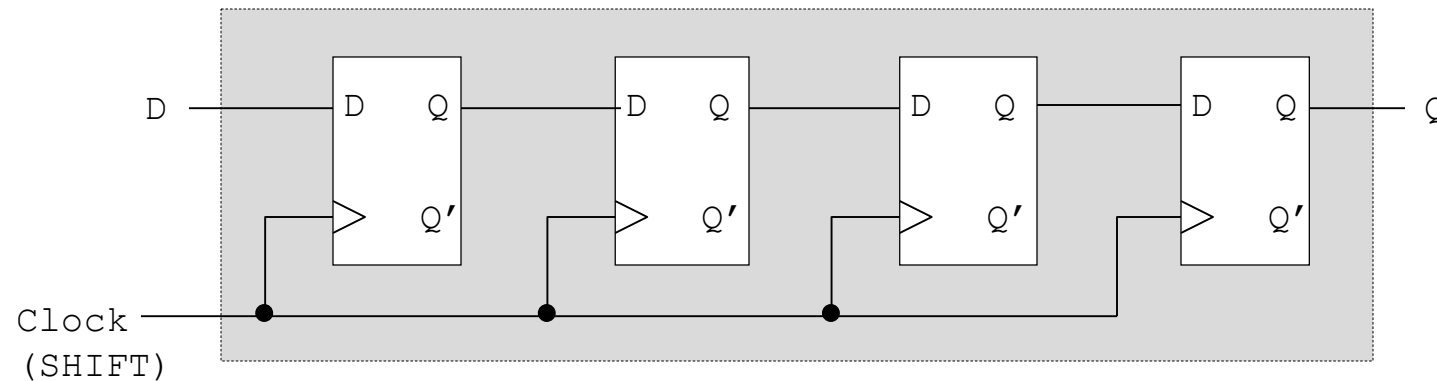 D D Q D Q D Q D Q Q
Q′ Q′ Q′ Q′
Clock
(SHIFT)